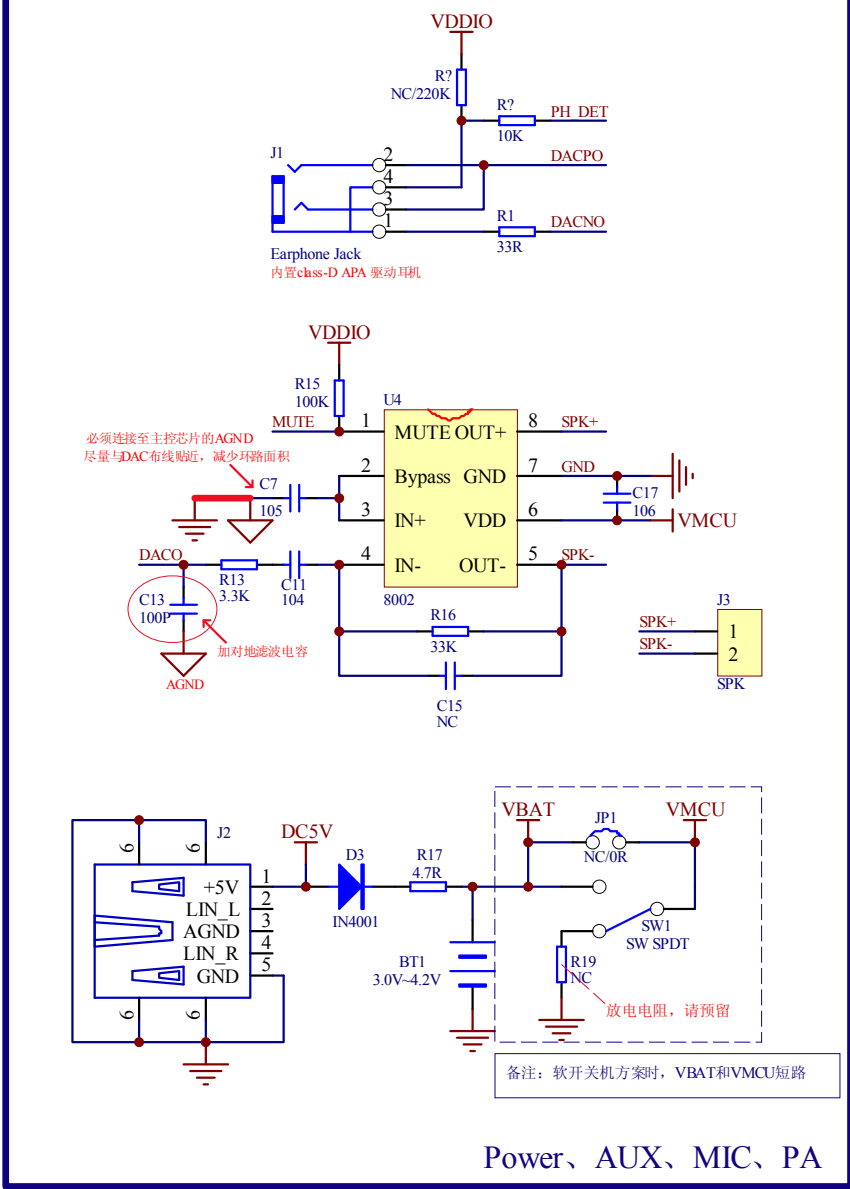 VDDIO
R?
NC/220K
R?
10K
PH_DET
J1
2
DACPO
4
3
1
R1
33R
DACNO
Earphone Jack
内置class-D APA 驱动耳机
VDDIO
R15
100K
U4
MUTE
1
MUTE
OUT+
8
SPK+
必须连接至主控芯片的AGND
尽量与DAC布线贴近，减少环路面积
C7
105
2
Bypass
GND
7
GND
C17
106
3
IN+
VDD
6
VMCU
DACO
R13
3.3K
C11
104
4
IN-
OUT-
5
SPK-
8002
C13
100P
加对地滤波电容
AGND
R16
33K
C15
NC
J3
SPK+
1
SPK-
2
SPK
J2
6
6
DC5V
D3
IN4001
R17
4.7R
VBAT
JP1
NC/0R
VMCU
+5V
1
LIN_L
2
AGND
3
LIN_R
4
GND
5
6
6
BT1
3.0V~4.2V
SW1
SW SPDT
R19
NC
放电电阻，请预留
备注：软开关机方案时，VBAT和VMCU短路
Power、AUX、MIC、PA